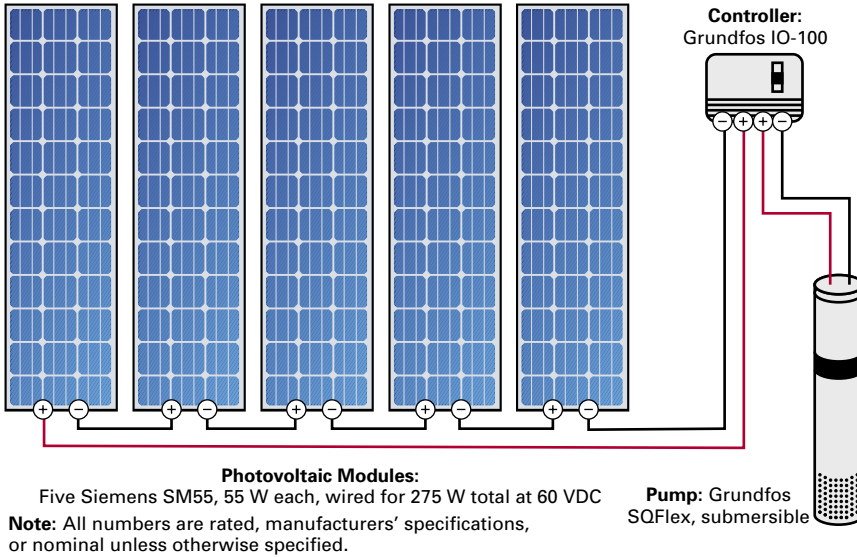 Controller:
Grundfos IO-100
− + + −
+ − + − + − + − + −
Photovoltaic Modules:
Five Siemens SM55, 55 W each, wired for 275 W total at 60 VDC
Note: All numbers are rated, manufacturers’ specifications,
or nominal unless otherwise specified.
Pump: Grundfos
SQFlex, submersible